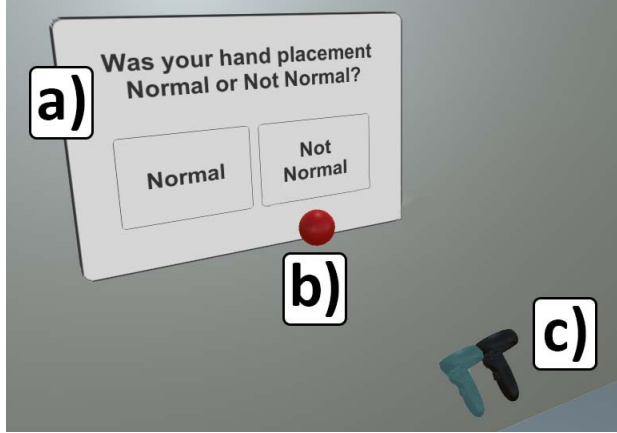 Was your hand placement
Normal or Not Normal?
a)
Normal
Not
Normal
b)
c)